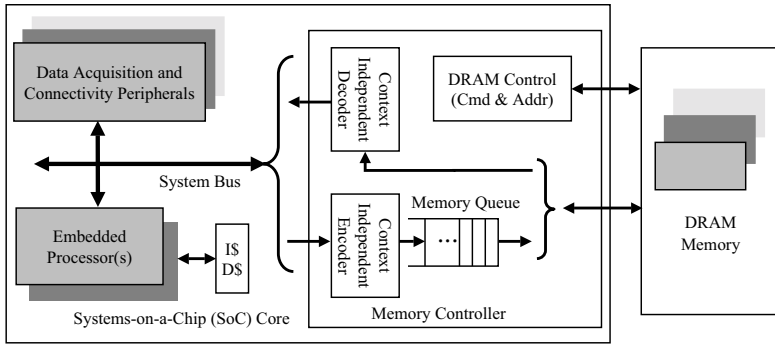 Data Acquisition and
Connectivity Peripherals
System Bus
Embedded
Processor(s)
I$
D$
Systems-on-a-Chip (SoC) Core
Context
Independent
Decoder
DRAM Control
(Cmd & Addr)
Context
Independent
Encoder
Memory Queue
...
Memory Controller
DRAM
Memory